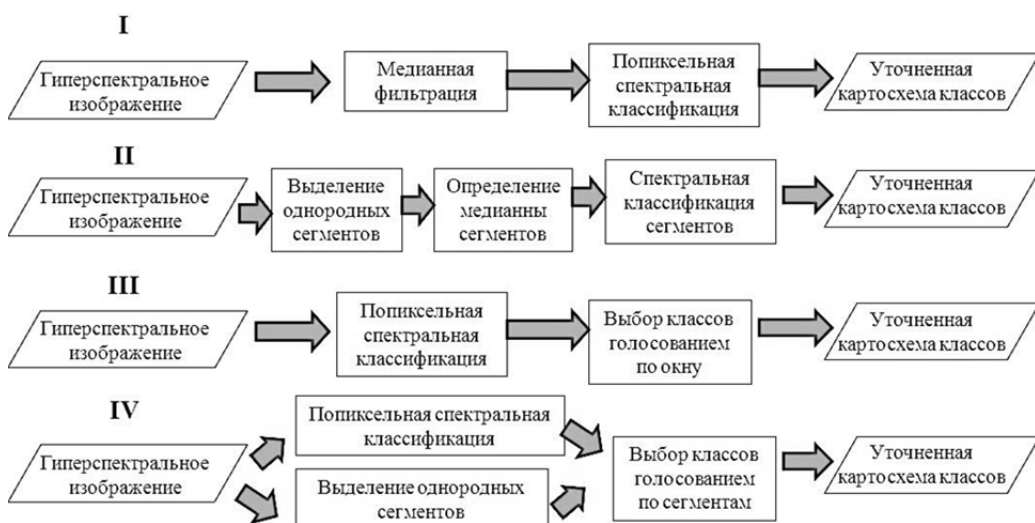 I
Гиперспектральное
изображение
Медианная
фильтрация
Попиксельная
спектральная
классификация
Уточненная
картосхема классов
II
Гиперспектральное
изображение
Выделение
однородных
сегментов
Определение
медианны
сегментов
Спектральная
классификация
сегментов
Уточненная
картосхема классов
III
Гиперспектральное
изображение
Попиксельная
спектральная
классификация
Выбор классов
голосованием
по окну
Уточненная
картосхема классов
IV
Гиперспектральное
изображение
Попиксельная спектральная
классификация
Выделение однородных
сегментов
Выбор классов
голосованием
по сегментам
Уточненная
картосхема классов